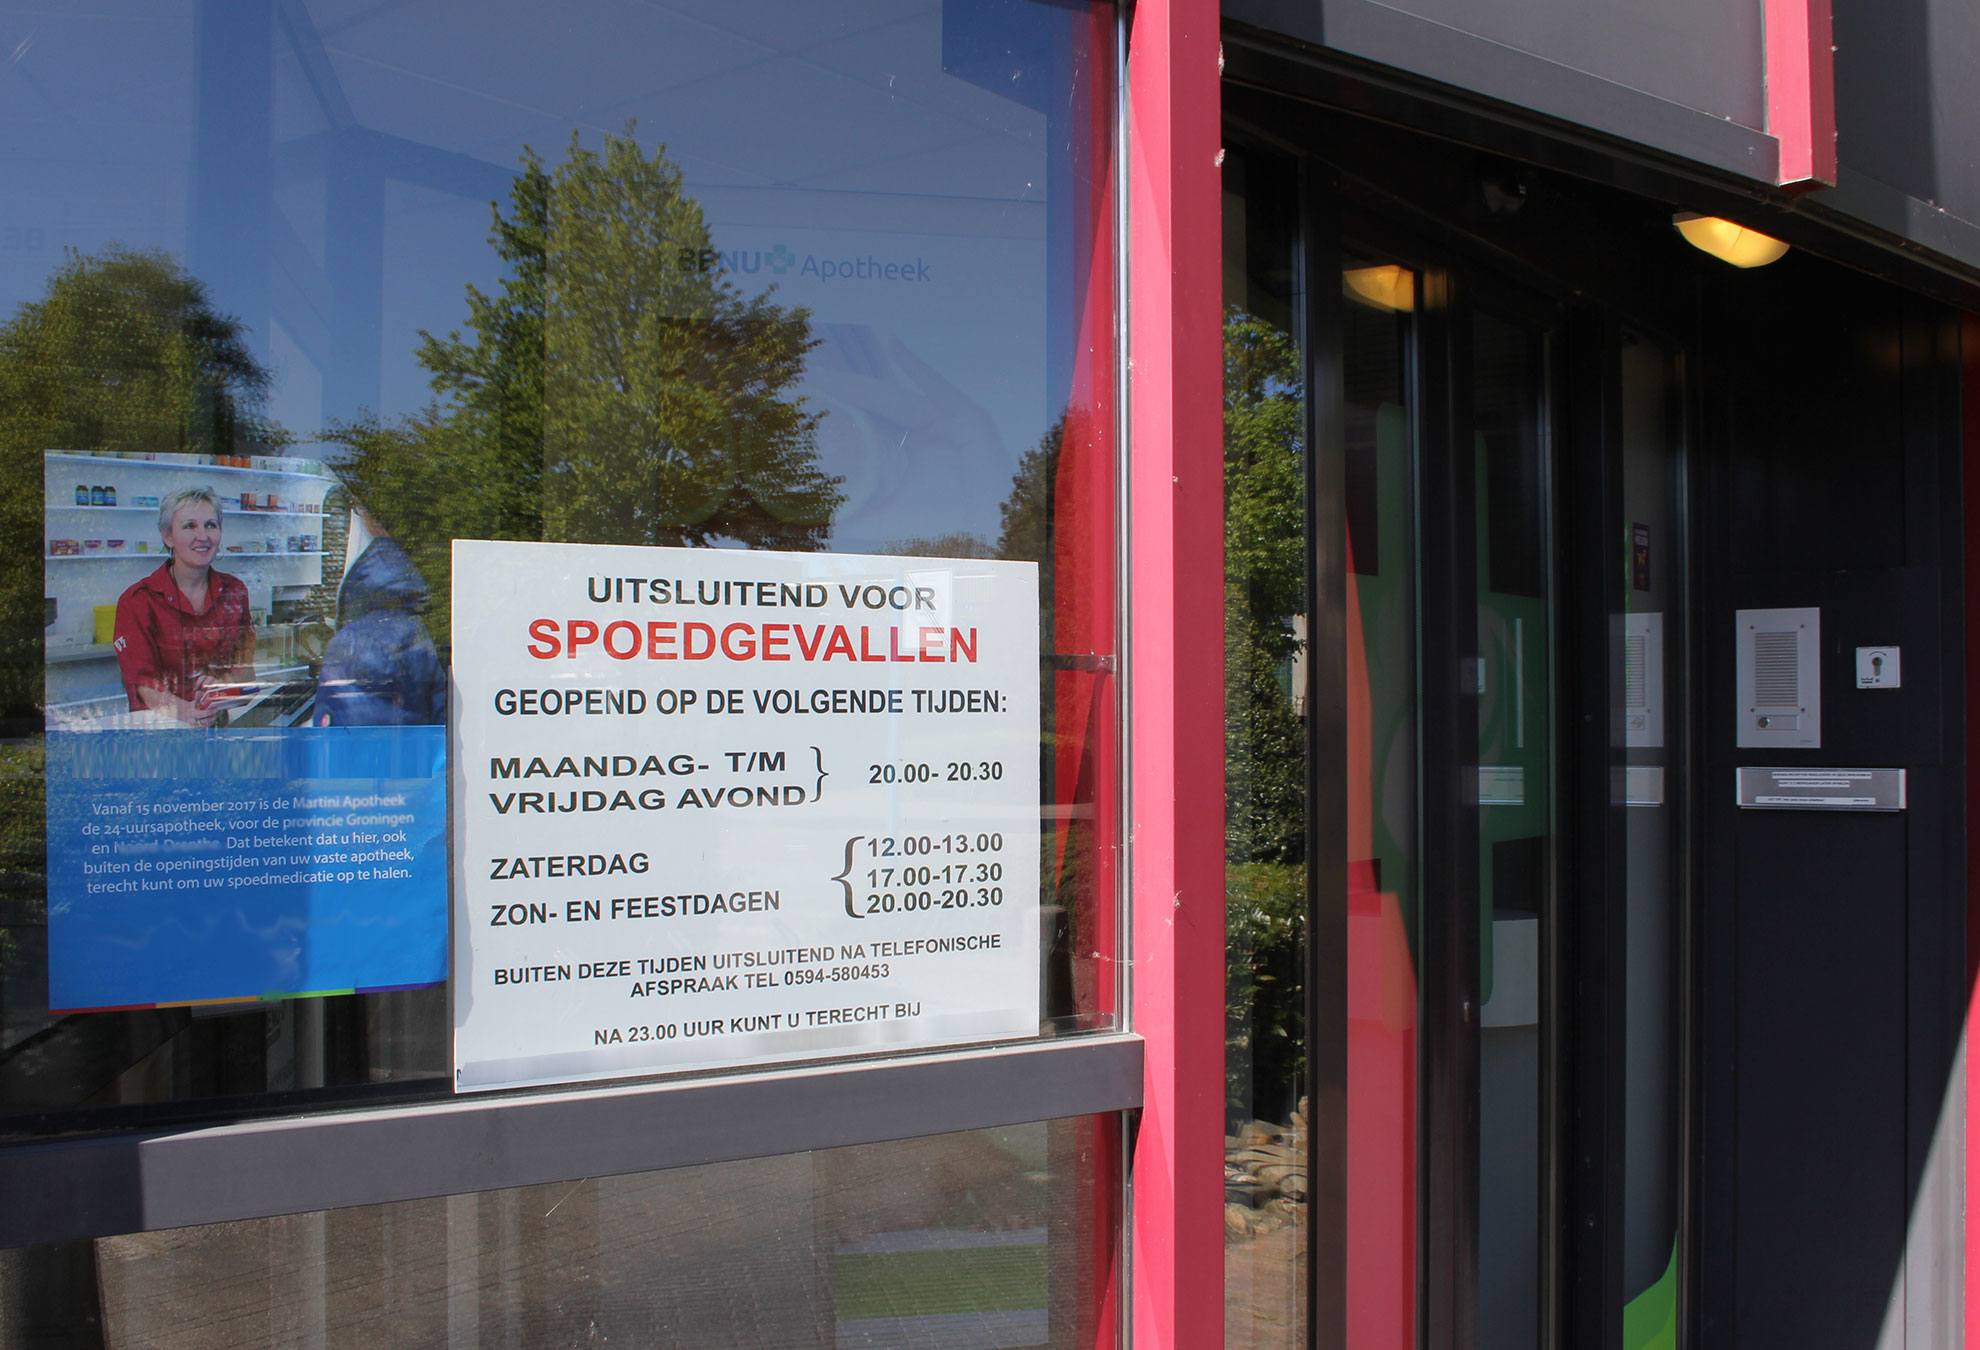 BENU Apotheek
UITSLUITEND VOOR
SPOEDGEVALLEN
GEOPEND OP DE VOLGENDE TIJDEN:
MAANDAG- T/M
VRIJDAG AVOND
20.00- 20.30
ZATERDAG
ZON- EN FEESTDAGEN
12.00-13.00
17.00-17.30
20.00-20.30
BUITEN DEZE TIJDEN UITSLUITEND NA TELEFONISCHE
AFSPRAAK TEL 0594-580453
NA 23.00 UUR KUNT U TERECHT BIJ
Vanaf 15 november 2017 is de Martini Apotheek
de 24-uursapotheek, voor de provincie Groningen
en Dat betekent dat u hier, ook
buiten de openingstijden van uw vaste apotheek,
terecht kunt om uw spoedmedicatie op te halen.